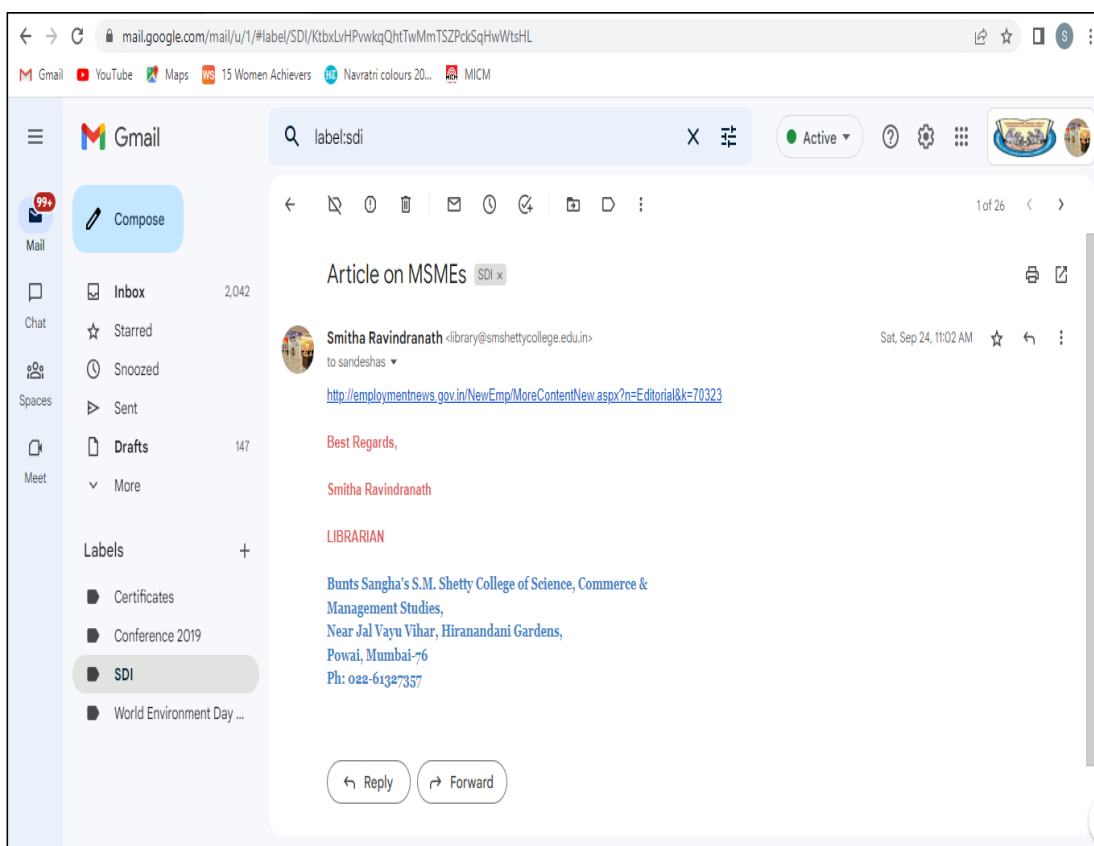 mail.google.com/mail/u/1/#label/SDI/KtbxLvHPvwkqQhtTwMmTSZPckSqHwWtsHL
S
Gmail YouTube Maps WS 15 Women Achievers Navratri colours 20... MICM
Gmail
label:sdi
Active
99+
Mail
Chat
Spaces
Meet
Compose
Inbox 2,042
Starred
Snoozed
Sent
Drafts 147
More
Labels
Certificates
Conference 2019
SDI
World Environment Day ...
1 of 26
Article on MSMEs SDI x
Smitha Ravindranath <library@smshettycollege.edu.in> Sat, Sep 24, 11:02 AM
to sandeshas
http://employmentnews.gov.in/NewEmp/MoreContentNew.aspx?n=Editorial&k=70323
Best Regards,
Smitha Ravindranath
LIBRARIAN
Bunts Sangha's S.M. Shetty College of Science, Commerce &
Management Studies,
Near Jal Vayu Vihar, Hiranandani Gardens,
Powai, Mumbai-76
Ph: 022-61327357
Reply Forward